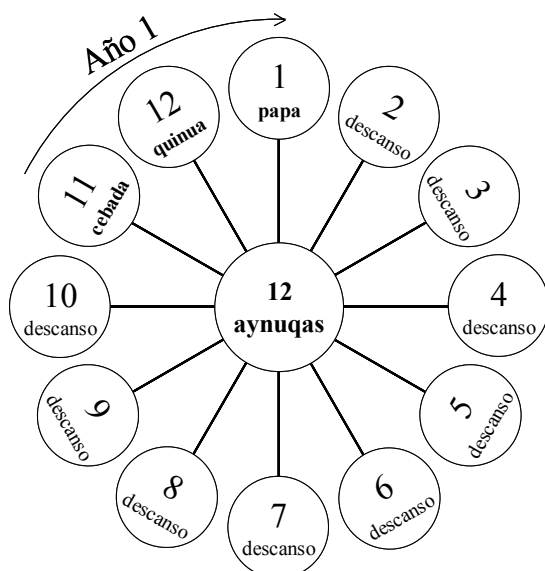 Año 1
1
papa
2
descanso
3
descanso
4
descanso
5
descanso
6
descanso
7
descanso
8
descanso
9
descanso
10
descanso
11
cebada
12
quinua
12
aynuqas